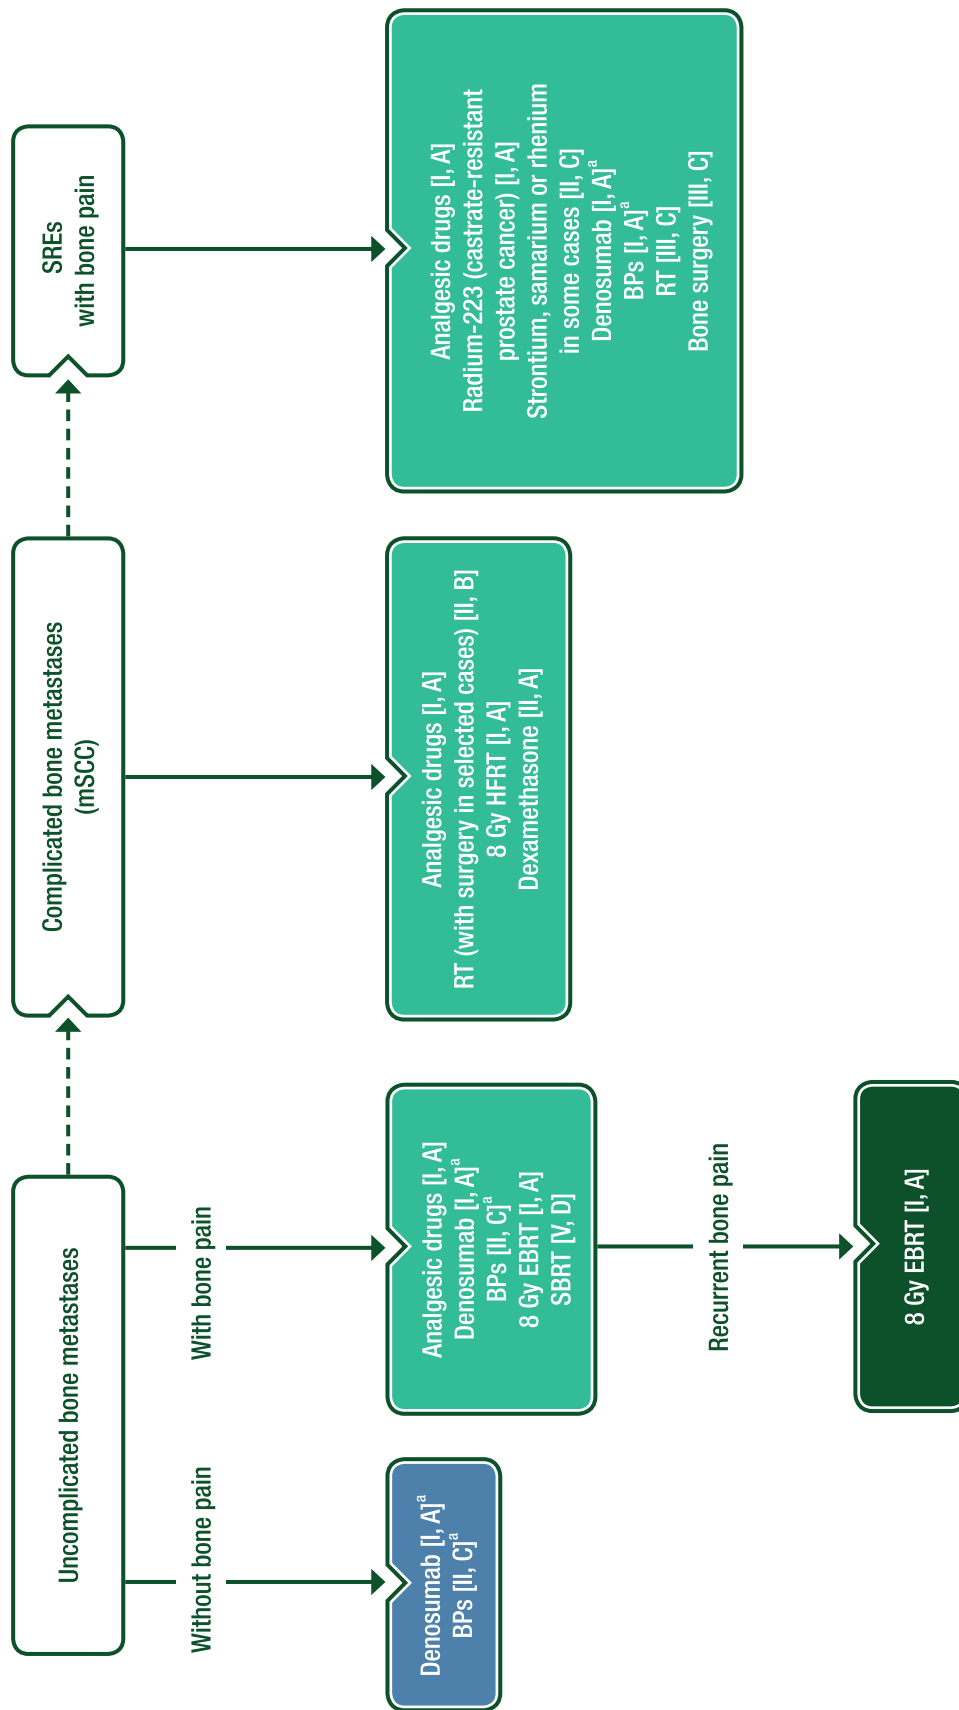 Uncomplicated bone metastases
Without bone pain
Denosumab [I, A]a
BPs [II, C]a
With bone pain
Analgesic drugs [I, A]
Denosumab [I, A]a
BPs [II, C]a
8 Gy EBRT [I, A]
SBRT [V, D]
Recurrent bone pain
8 Gy EBRT [I, A]
Complicated bone metastases
(mSCC)
Analgesic drugs [I, A]
RT (with surgery in selected cases) [II, B]
8 Gy HFRT [I, A]
Dexamethasone [II, A]
SREs
with bone pain
Analgesic drugs [I, A]
Radium-223 (castrate-resistant
prostate cancer) [I, A]
Strontium, samarium or rhenium
in some cases [II, C]
Denosumab [I, A]a
BPs [I, A]a
RT [III, C]
Bone surgery [III, C]